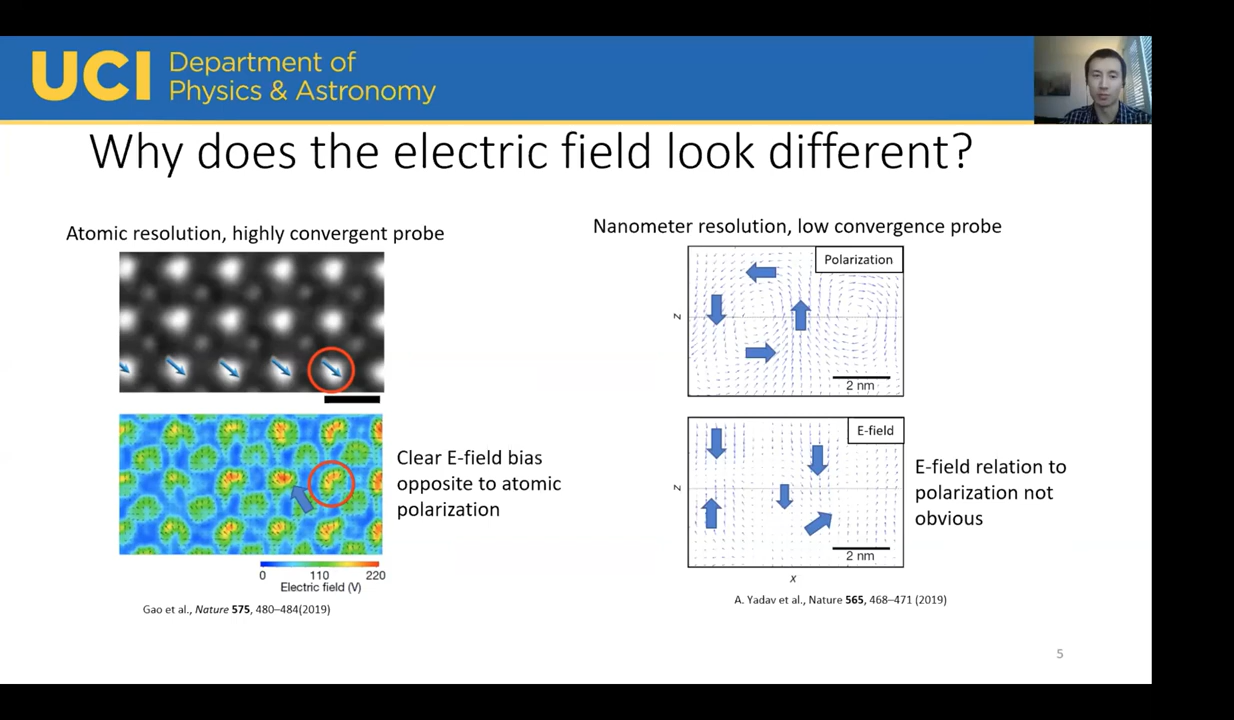 UCI
Department of
Physics & Astronomy
Why does the electric field look different?
Atomic resolution, highly convergent probe
Clear E-field bias
opposite to atomic
polarization
0 110 220
Electric field (V)
Gao et al., Nature 575, 480–484(2019)
Nanometer resolution, low convergence probe
Polarization
z
2 nm
E-field
z
2 nm
x
E-field relation to
polarization not
obvious
A. Yadav et al., Nature 565, 468–471 (2019)
5